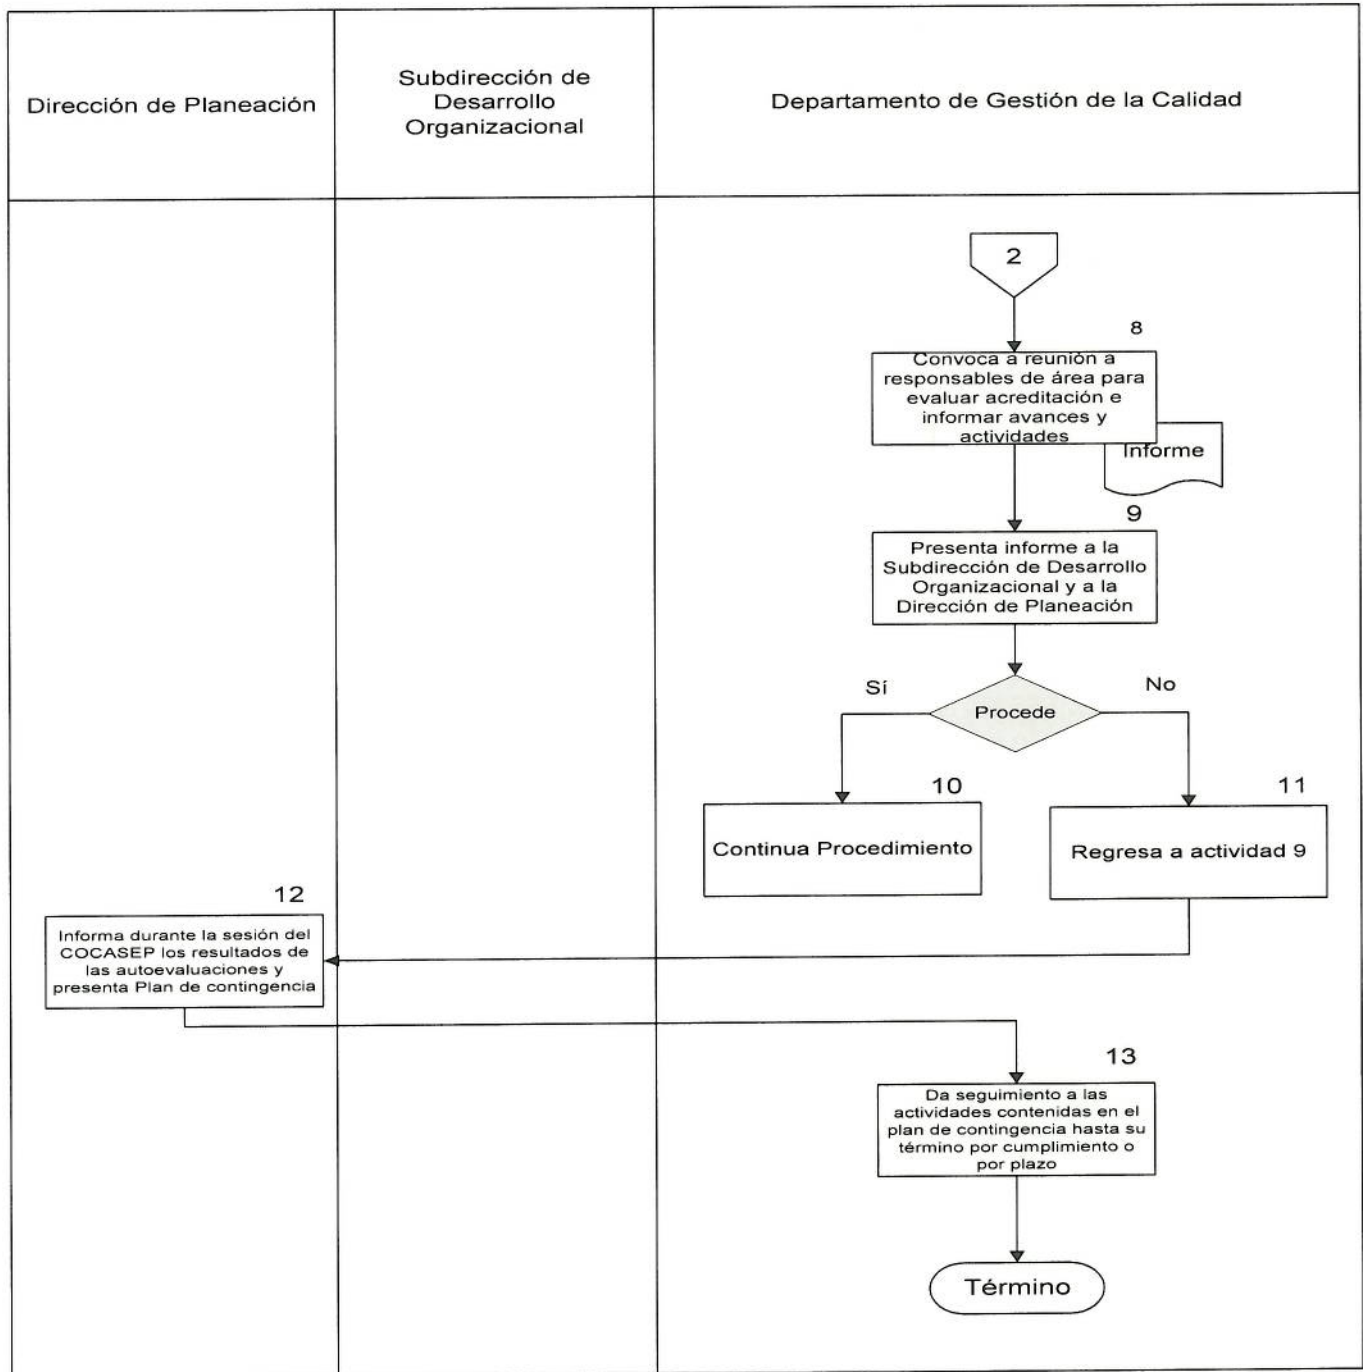 Dirección de Planeación
Subdirección de
Desarrollo
Organizacional
Departamento de Gestión de la Calidad
2
8
Convoca a reunión a
responsables de área para
evaluar acreditación e
informar avances y
actividades
Informe
9
Presenta informe a la
Subdirección de Desarrollo
Organizacional y a la
Dirección de Planeación
Sí
No
Procede
10
11
Continua Procedimiento
Regresa a actividad 9
12
Informa durante la sesión del
COCASEP los resultados de
las autoevaluaciones y
presenta Plan de contingencia
13
Da seguimiento a las
actividades contenidas en el
plan de contingencia hasta su
término por cumplimiento o
por plazo
Término